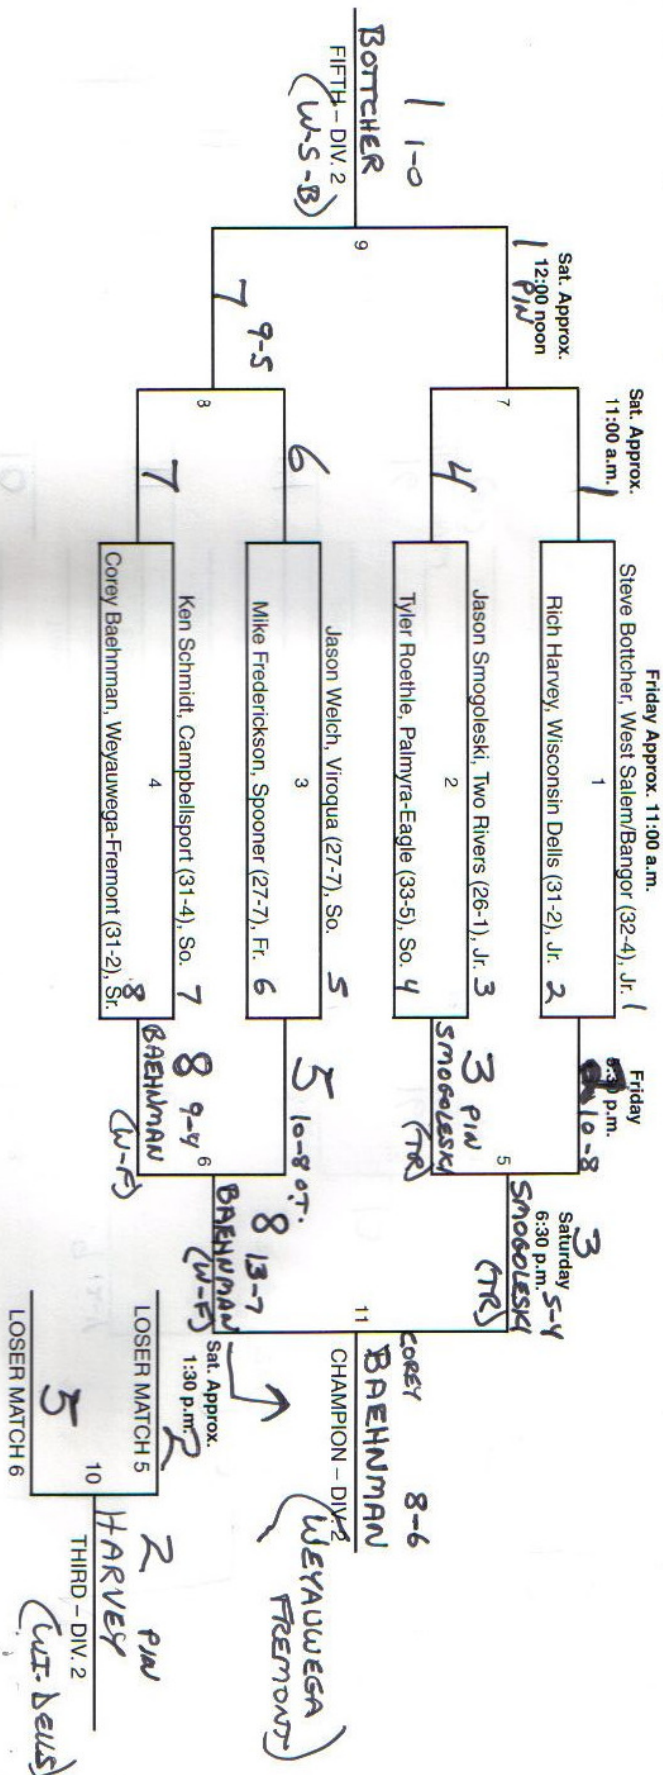 Friday Approx. 11:00 a.m.
Steve Bottcher, West Salem/Bangor (32-4), Jr. 1
1
Rich Harvey, Wisconsin Dells (31-2), Jr. 2
Jason Smogoleski, Two Rivers (26-1), Jr. 3
2
Tyler Roethle, Palmyra-Eagle (33-5), So. 4
Jason Welch, Viroqua (27-7), So. 5
3
Mike Frederickson, Spooner (27-7), Fr. 6
Ken Schmidt, Campbellsport (31-4), So. 7
4
Corey Baehnman, Weyauwega-Fremont (31-2), Sr. 8
Sat. Approx.
11:00 a.m.
1
7
4
6
8
7
Sat. Approx.
12:00 noon
1 PIN
9
7 9-5
1 1-0
BOTTCHER
FIFTH – DIV. 2
(W-S-B)
Friday
p.m.
10-8
5
3 PIN
SMOGOLESKI
(TR)
5 10-8 O.T.
6
8 9-4
BAEHNMAN
(W-F)
Saturday
6:30 p.m.
3 5-4
SMOGOLESKI
(TR)
11
8 13-7
BAEHNMAN
(W-F)
COREY
BAEHNMAN 8-6
CHAMPION – DIV. 2
(WEYAUWEGA
FREMONT)
Sat. Approx.
1:30 p.m.
2
LOSER MATCH 5
10
5
LOSER MATCH 6
2 PIN
HARVEY
THIRD – DIV. 2
(WI-DELLS)